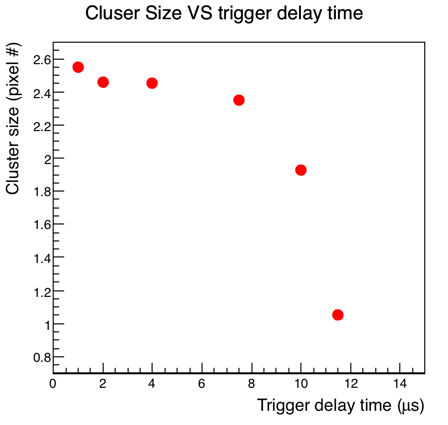 Cluser Size VS trigger delay time
Cluster size (pixel #)
2.6
2.4
2.2
2
1.8
1.6
1.4
1.2
1
0.8
0 2 4 6 8 10 12 14
Trigger delay time (μs)